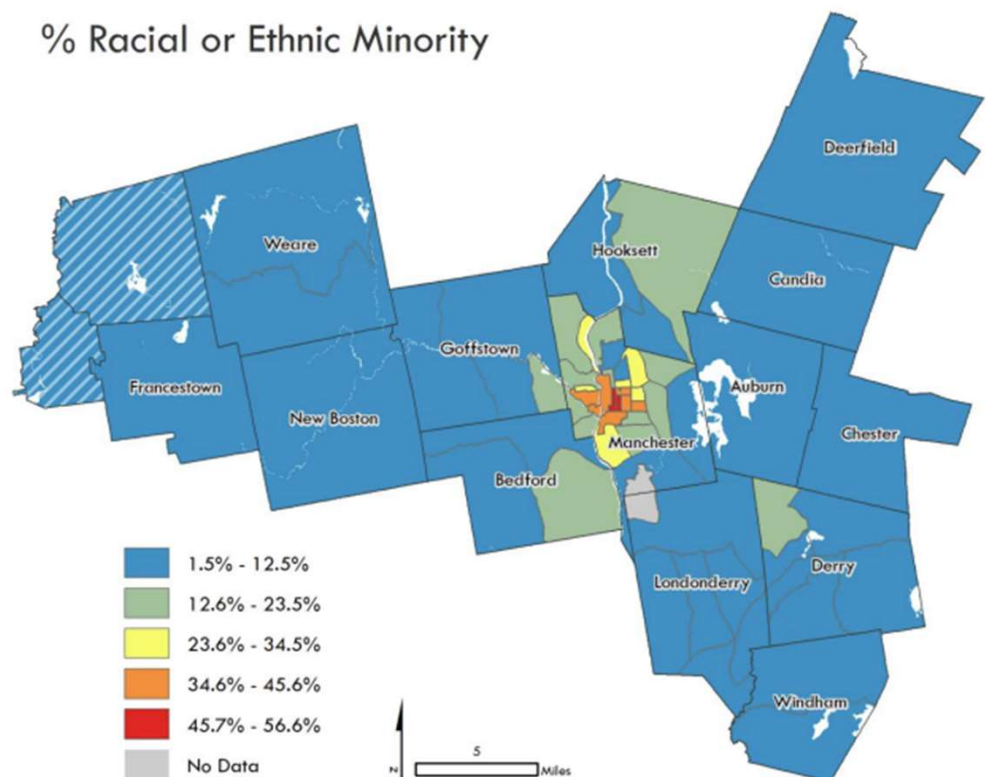 % Racial or Ethnic Minority
Deerfield
Weare
Hooksett
Candia
Goffstown
Francestown
New Boston
Auburn
Manchester
Chester
Bedford
Londonderry
Derry
Windham
1.5% - 12.5%
12.6% - 23.5%
23.6% - 34.5%
34.6% - 45.6%
45.7% - 56.6%
No Data
N
5
Miles